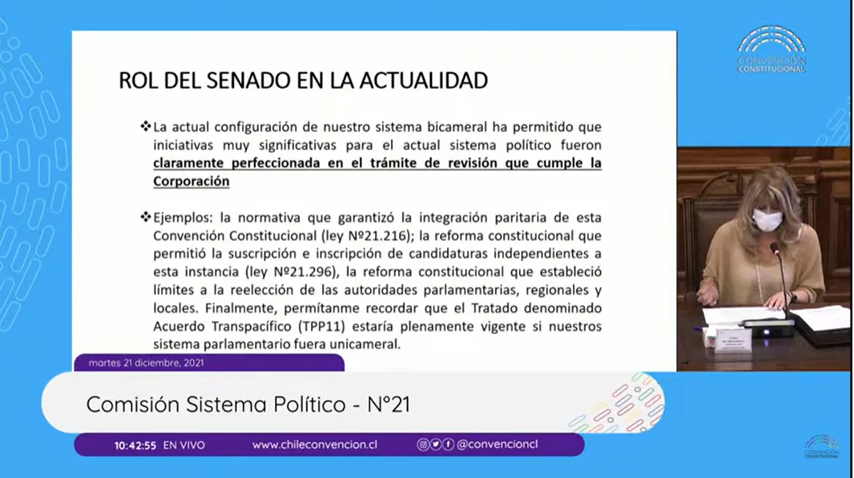 ROL DEL SENADO EN LA ACTUALIDAD
❖La actual configuración de nuestro sistema bicameral ha permitido que
iniciativas muy significativas para el actual sistema político fueron
claramente perfeccionada en el trámite de revisión que cumple la
Corporación
❖Ejemplos: la normativa que garantizó la integración paritaria de esta
Convención Constitucional (ley Nº21.216); la reforma constitucional que
permitió la suscripción e inscripción de candidaturas independientes a
esta instancia (ley Nº21.296), la reforma constitucional que estableció
límites a la reelección de las autoridades parlamentarias, regionales y
locales. Finalmente, permítanme recordar que el Tratado denominado
Acuerdo Transpacífico (TPP11) estaría plenamente vigente si nuestros
sistema parlamentario fuera unicameral.
CONVENCIÓN
CONSTITUCIONAL
martes 21 diciembre, 2021
Comisión Sistema Político - N°21
10:42:55 EN VIVO www.chileconvencion.cl @convencioncl
CONVENCIÓN
CONSTITUCIONAL